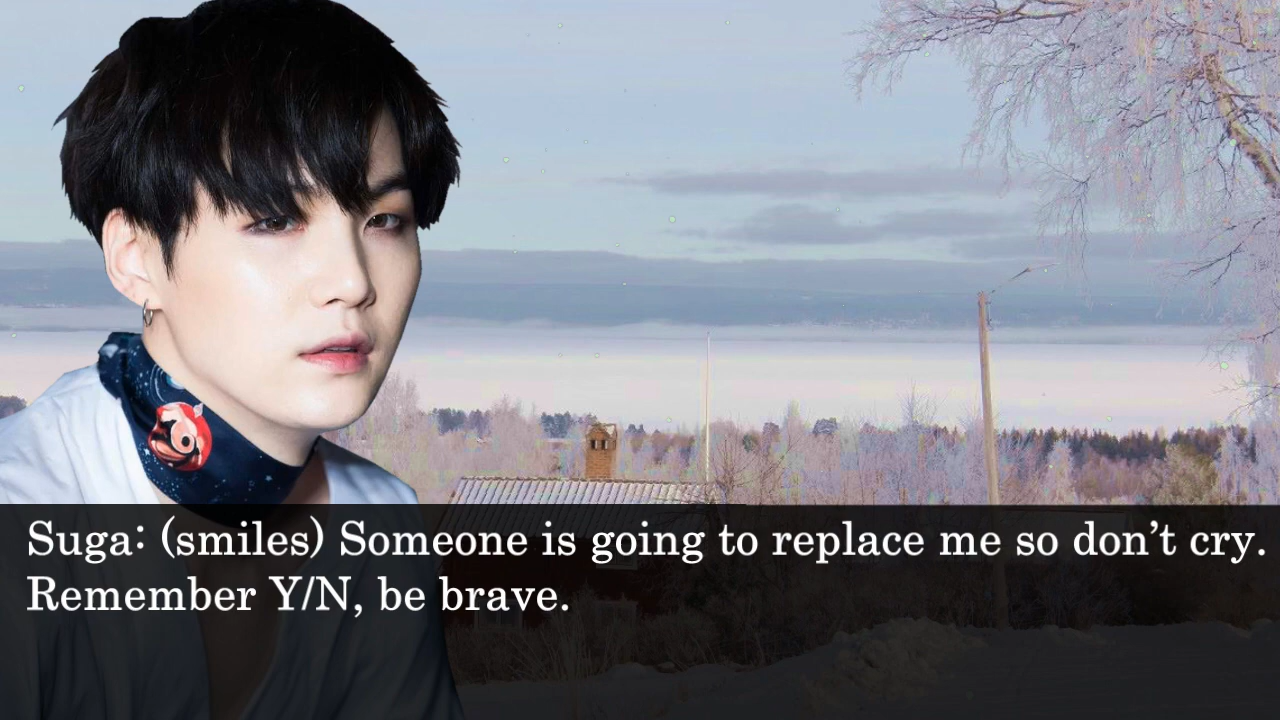 Suga: (smiles) Someone is going to replace me so don’t cry.
Remember Y/N, be brave.